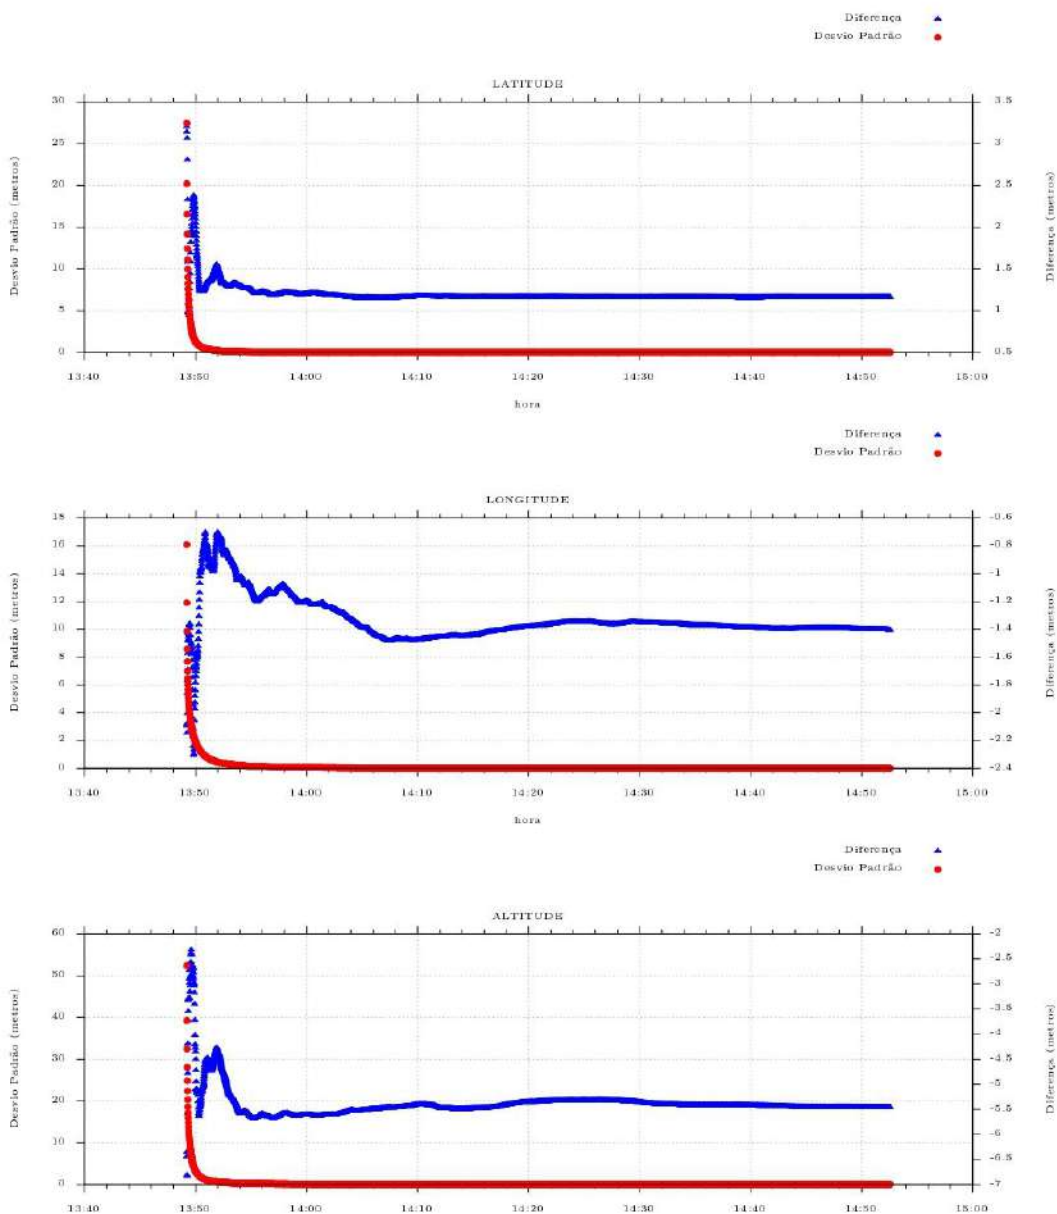 Diferença
Desvio Padrão
LATITUDE
30
25
20
15
10
5
0
3.5
3
2.5
2
1.5
1
0.5
Desvio Padrão (metros)
Diferença (metros)
13:40 13:50 14:00 14:10 14:20 14:30 14:40 14:50 15:00
hora
Diferença
Desvio Padrão
LONGITUDE
18
16
14
12
10
8
6
4
2
0
-0.6
-0.8
-1
-1.2
-1.4
-1.6
-1.8
-2
-2.2
-2.4
Desvio Padrão (metros)
Diferença (metros)
13:40 13:50 14:00 14:10 14:20 14:30 14:40 14:50 15:00
hora
Diferença
Desvio Padrão
ALTITUDE
60
50
40
30
20
10
0
-2
-2.5
-3
-3.5
-4
-4.5
-5
-5.5
-6
-6.5
-7
Desvio Padrão (metros)
Diferença (metros)
13:40 13:50 14:00 14:10 14:20 14:30 14:40 14:50 15:00